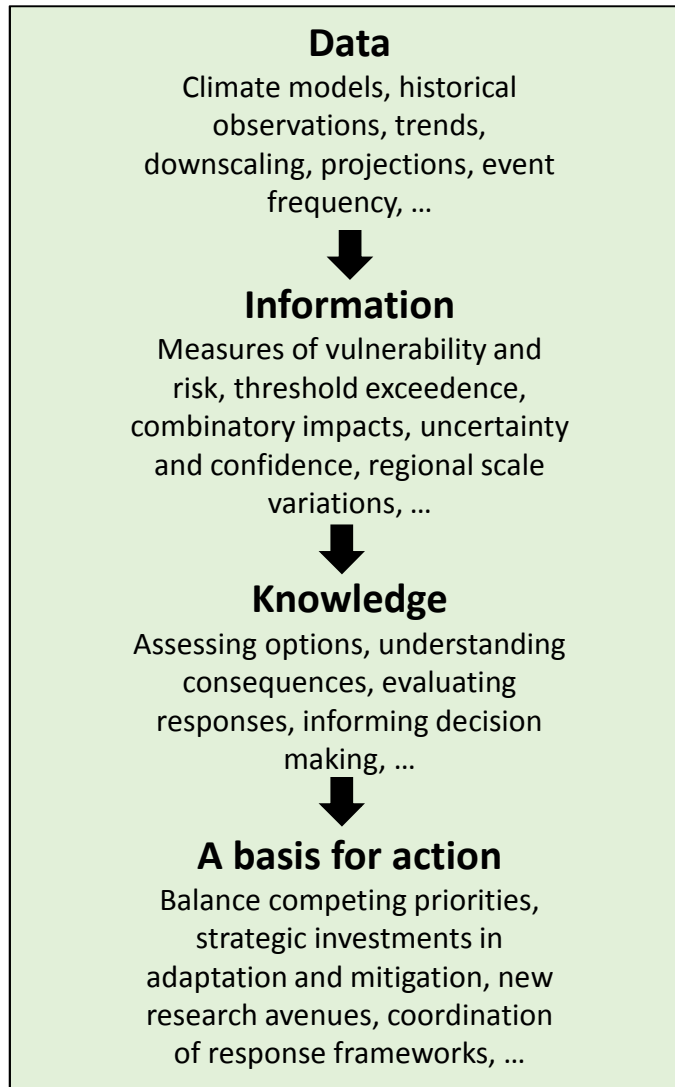 Data
Climate models, historical
observations, trends,
downscaling, projections, event
frequency, …
Information
Measures of vulnerability and
risk, threshold exceedence,
combinatory impacts, uncertainty
and confidence, regional scale
variations, …
Knowledge
Assessing options, understanding
consequences, evaluating
responses, informing decision
making, …
A basis for action
Balance competing priorities,
strategic investments in
adaptation and mitigation, new
research avenues, coordination
of response frameworks, …